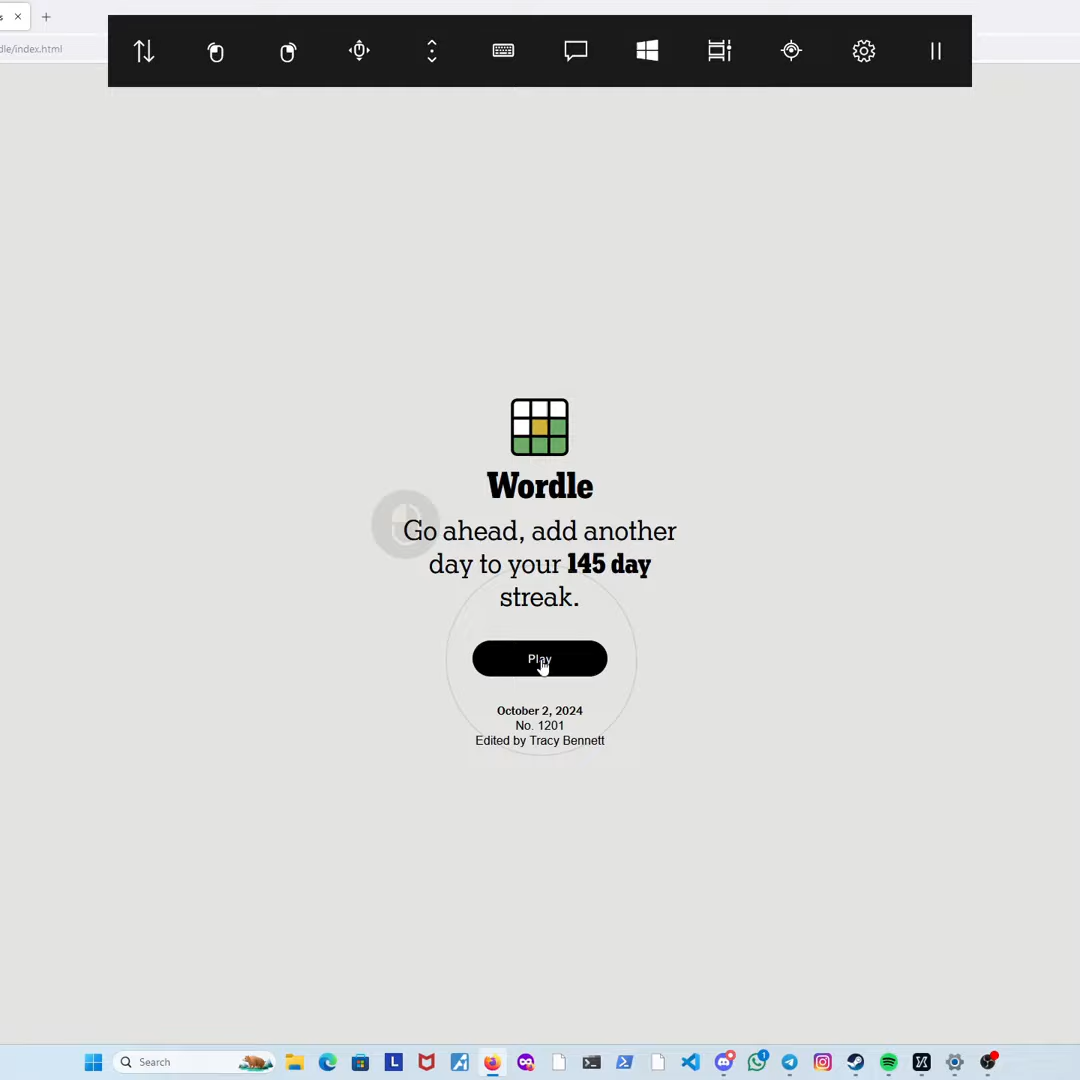 s
dle/index.html
Wordle
Go ahead, add another
day to your 145 day
streak.
Play
October 2, 2024
No. 1201
Edited by Tracy Bennett
Search
L
1